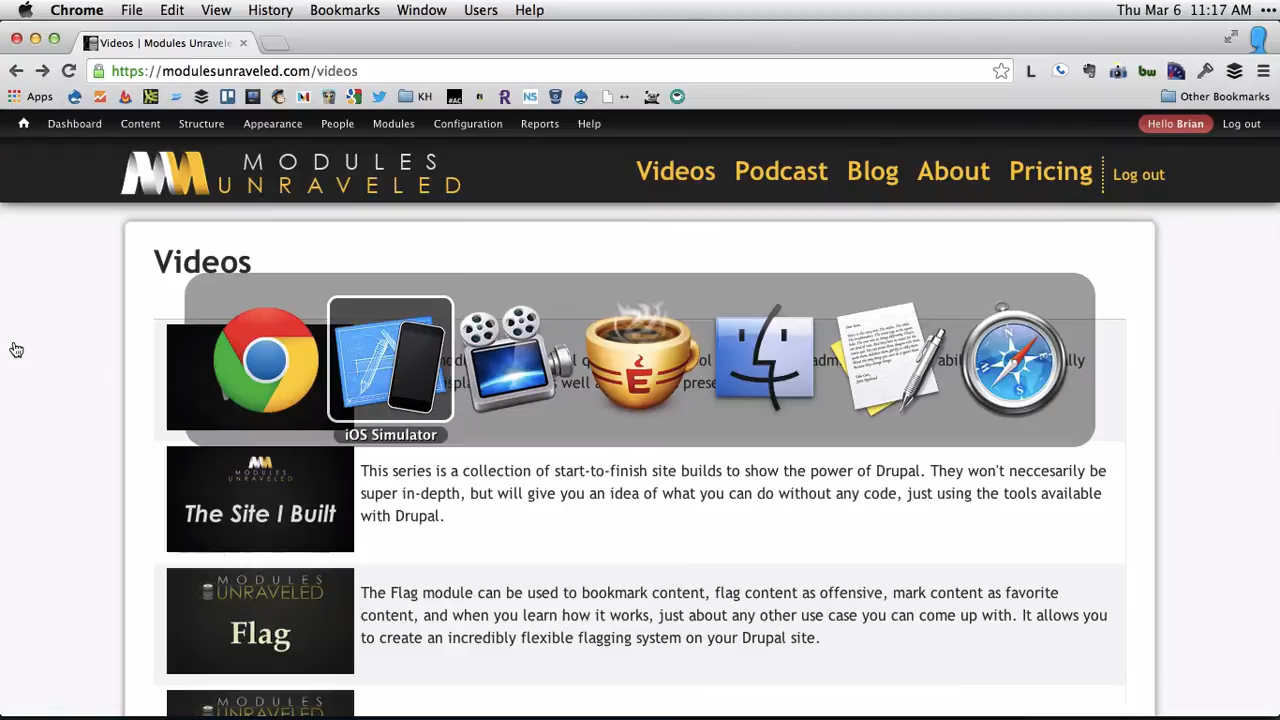 Chrome File Edit View History Bookmarks Window Users Help Thu Mar 6 11:17 AM
Videos | Modules Unravele
https://modulesunraveled.com/videos
Apps KH Other Bookmarks
Dashboard Content Structure Appearance People Modules Configuration Reports Help Hello Brian Log out
MODULES
UNRAVELED
Videos Podcast Blog About Pricing Log out
Videos
iOS Simulator
MODULES
UNRAVELED
The Site I Built
This series is a collection of start-to-finish site builds to show the power of Drupal. They won't neccesarily be
super in-depth, but will give you an idea of what you can do without any code, just using the tools available
with Drupal.
MODULES
UNRAVELED
Flag
The Flag module can be used to bookmark content, flag content as offensive, mark content as favorite
content, and when you learn how it works, just about any other use case you can come up with. It allows you
to create an incredibly flexible flagging system on your Drupal site.
MODULES
UNRAVELED